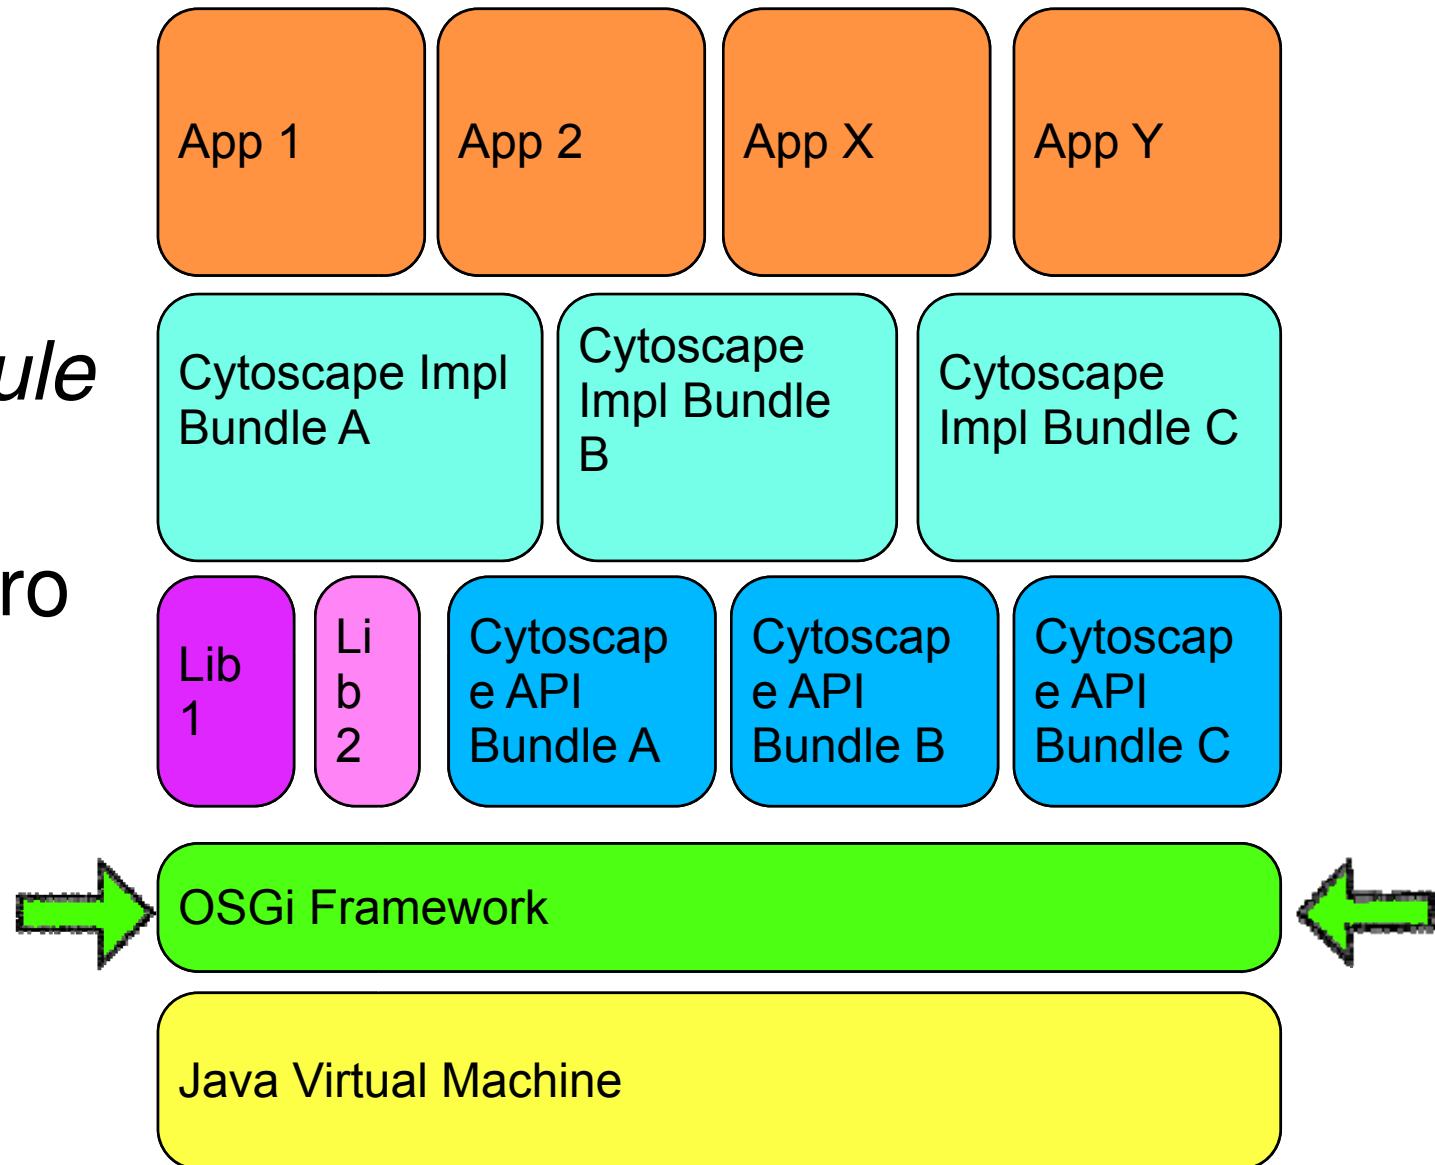 App 1
App 2
App X
App Y
ule
Cytoscape Impl
Bundle A
Cytoscape
Impl Bundle
B
Cytoscape
Impl Bundle C
ro
Lib
1
Li
b
2
Cytoscap
e API
Bundle A
Cytoscap
e API
Bundle B
Cytoscap
e API
Bundle C
OSGi Framework
Java Virtual Machine